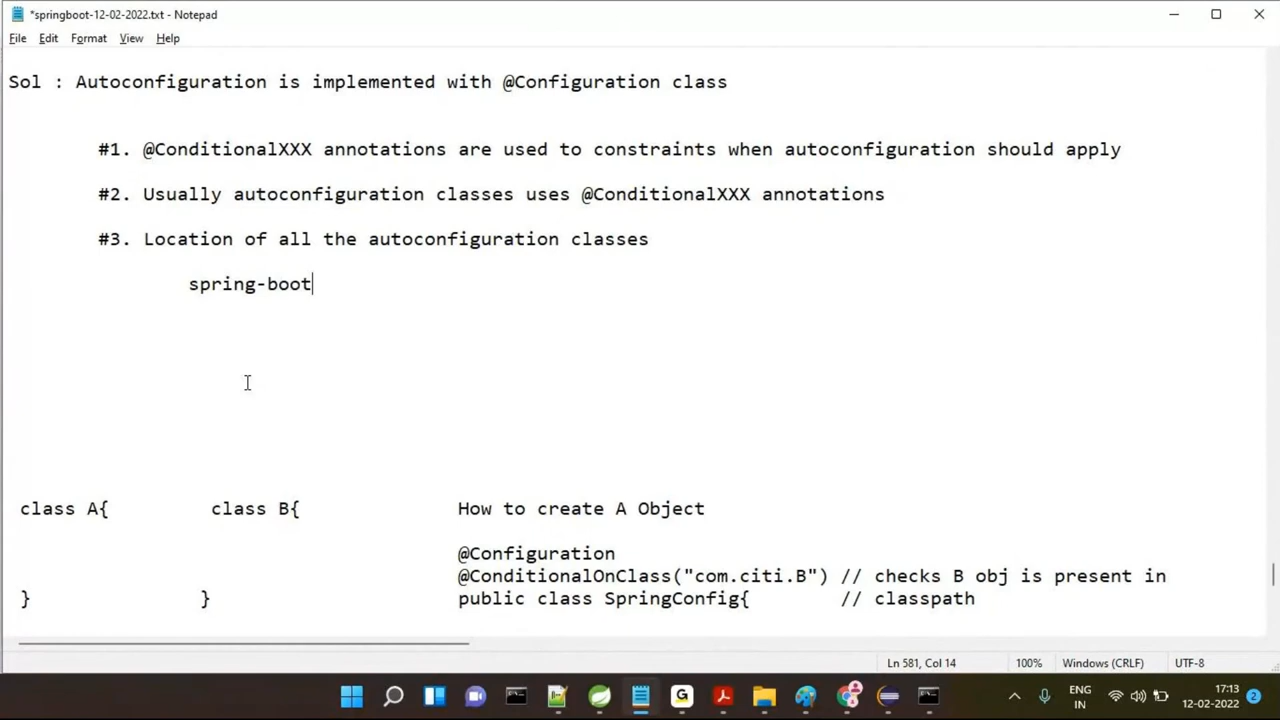 *springboot-12-02-2022.txt - Notepad
File Edit Format View Help
Sol : Autoconfiguration is implemented with @Configuration class
#1. @ConditionalXXX annotations are used to constraints when autoconfiguration should apply
#2. Usually autoconfiguration classes uses @ConditionalXXX annotations
#3. Location of all the autoconfiguration classes
spring-boot
class A{ class B{ How to create A Object
@Configuration
@ConditionalOnClass("com.citi.B") // checks B obj is present in
} } public class SpringConfig{ // classpath
Ln 581, Col 14 100% Windows (CRLF) UTF-8
ENG
IN
17:13
12-02-2022
2